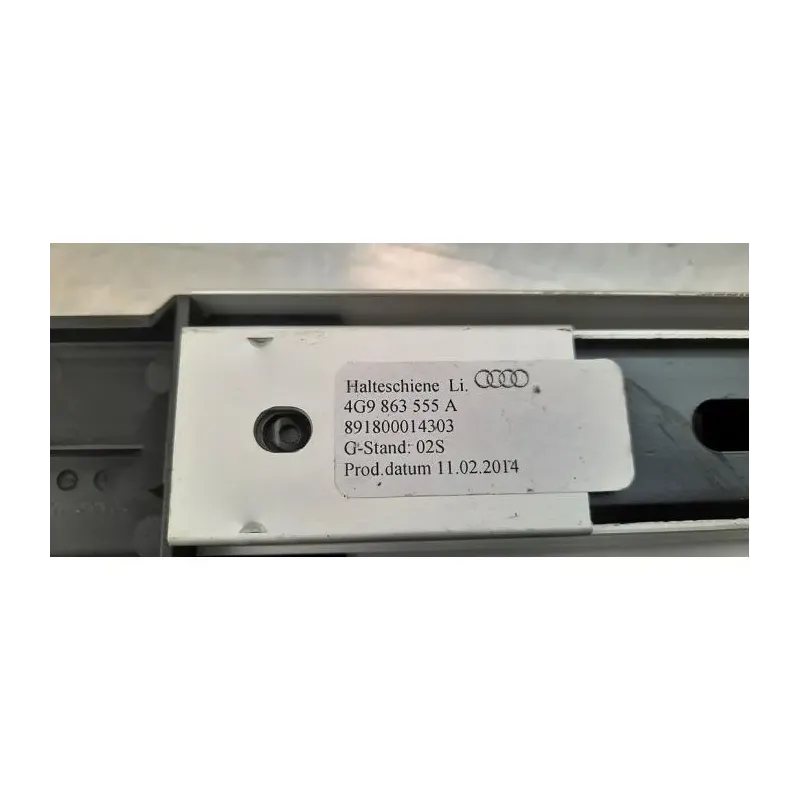 Halteschiene Li.
4G9 863 555 A
891800014303
G-Stand: 02S
Prod.datum 11.02.2014